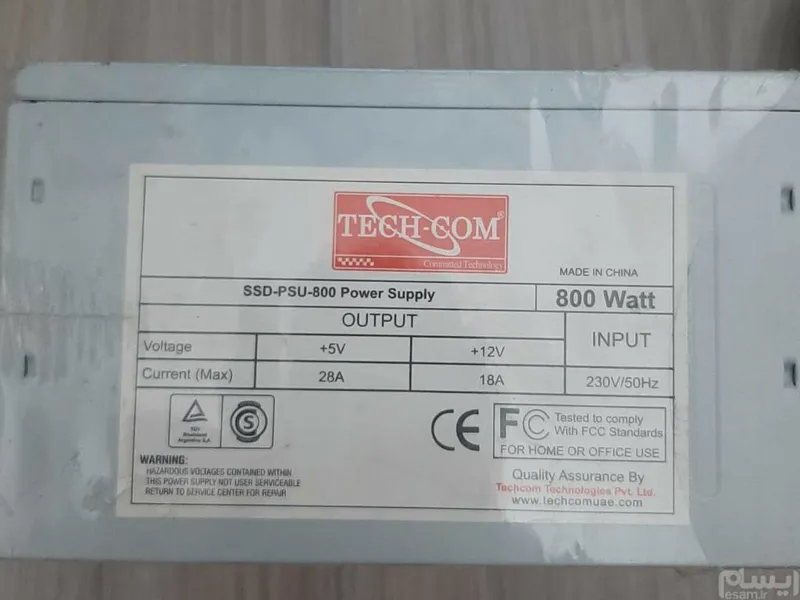 TECH-COM®
Committed Technology
MADE IN CHINA
SSD-PSU-800 Power Supply
800 Watt
OUTPUT
INPUT
Voltage +5V +12V
Current (Max) 28A 18A 230V/50Hz
S
CE
FC
Tested to comply
With FCC Standards
FOR HOME OR OFFICE USE
WARNING:
HAZARDOUS VOLTAGES CONTAINED WITHIN
THIS POWER SUPPLY NOT USER SERVICEABLE
RETURN TO SERVICE CENTER FOR REPAIR
Quality Assurance By
Techcom Technologies Pvt. Ltd.
www.techcomuae.com
ایسام
esam.ir